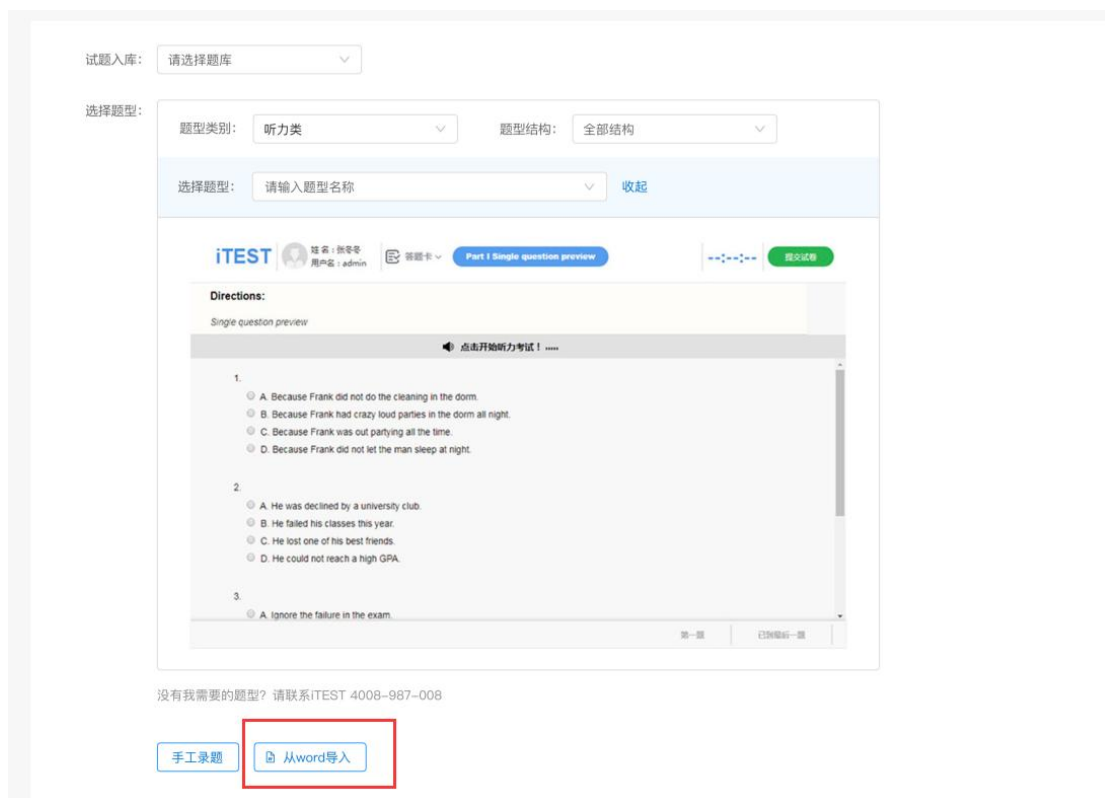 试题入库： 请选择题库
选择题型：
题型类别： 听力类 题型结构： 全部结构
选择题型： 请输入题型名称 收起
iTEST 姓 名：张冬冬 答题卡 Part I Single question preview --:--:-- 提交试卷
用户名：admin
Directions:
Single question preview
点击开始听力考试！.....
1.
A. Because Frank did not do the cleaning in the dorm.
B. Because Frank had crazy loud parties in the dorm all night.
C. Because Frank was out partying all the time.
D. Because Frank did not let the man sleep at night.
2.
A. He was declined by a university club.
B. He failed his classes this year.
C. He lost one of his best friends.
D. He could not reach a high GPA.
3.
A. Ignore the failure in the exam.
第一题 已到最后一题
没有我需要的题型？请联系iTEST 4008-987-008
手工录题 从word导入